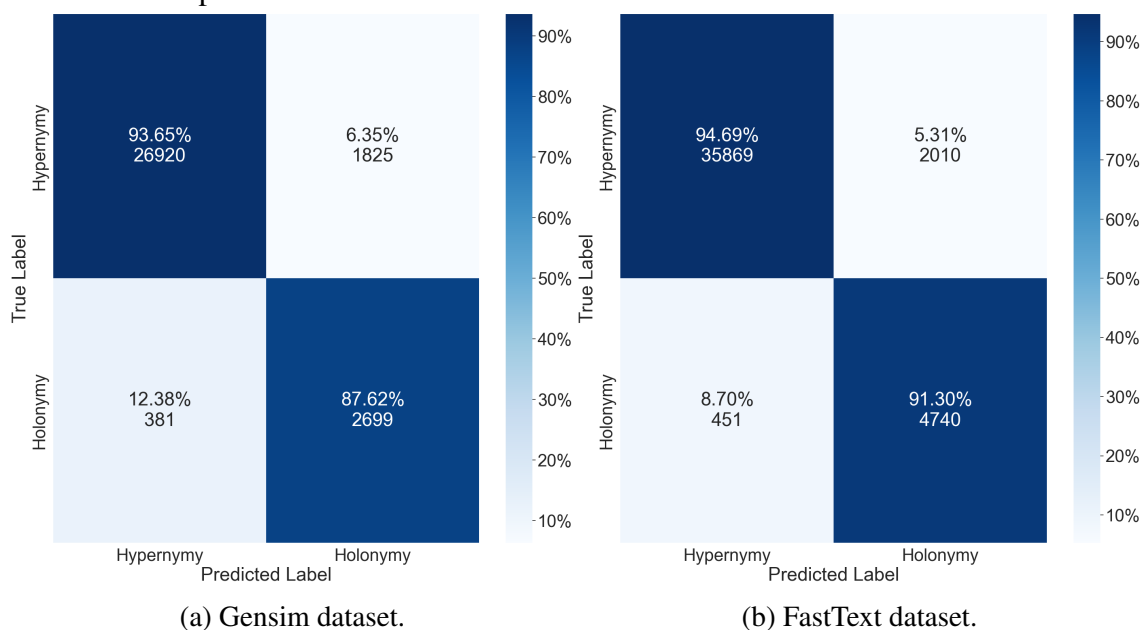 93.65%
26920
6.35%
1825
12.38%
381
87.62%
2699
Hypernymy
Holonymy
True Label
Hypernymy
Holonymy
Predicted Label
90%
80%
70%
60%
50%
40%
30%
20%
10%
(a) Gensim dataset.
94.69%
35869
5.31%
2010
8.70%
451
91.30%
4740
Hypernymy
Holonymy
True Label
Hypernymy
Holonymy
Predicted Label
90%
80%
70%
60%
50%
40%
30%
20%
10%
(b) FastText dataset.